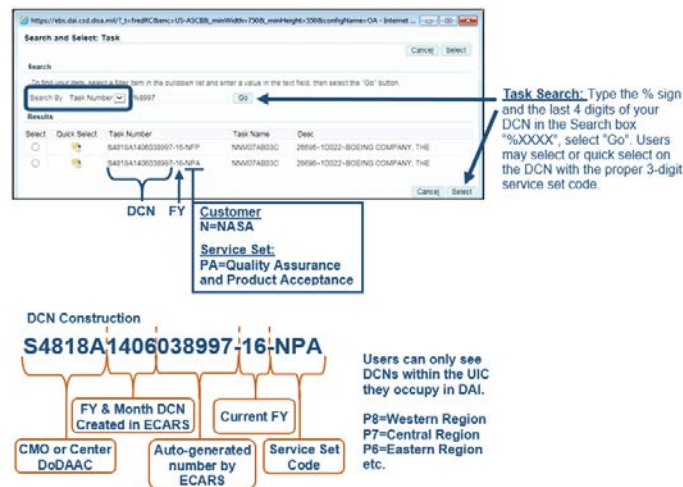 https://ebs.dai.csd.disa.mil/?_t=fredRC&enc=US-ASCII&_minWidth=750&_minHeight=550&configName=OA - Internet ...
Search and Select: Task
Cancel Select
Search
To find your item, select a filter item in the pulldown list and enter a value in the text field, then select the "Go" button.
Search By Task Number %8997 Go
Results
Select Quick Select Task Number Task Name Desc
S4818A1406038997-16-NFP NNM07AB03C 26696~1D022~BOEING COMPANY, THE
S4818A1406038997-16-NPA NNM07AB03C 26696~1D022~BOEING COMPANY, THE
Cancel Select
Task Search: Type the % sign
and the last 4 digits of your
DCN in the Search box
"%XXXX", select "Go". Users
may select or quick select on
the DCN with the proper 3-digit
service set code.
DCN FY
Customer
N=NASA
Service Set:
PA=Quality Assurance
and Product Acceptance
DCN Construction
S4818A1406038997-16-NPA
FY & Month DCN
Created in ECARS
Current FY
CMO or Center
DoDAAC
Auto-generated
number by
ECARS
Service Set
Code
Users can only see
DCNs within the UIC
they occupy in DAI.
P8=Western Region
P7=Central Region
P6=Eastern Region
etc.